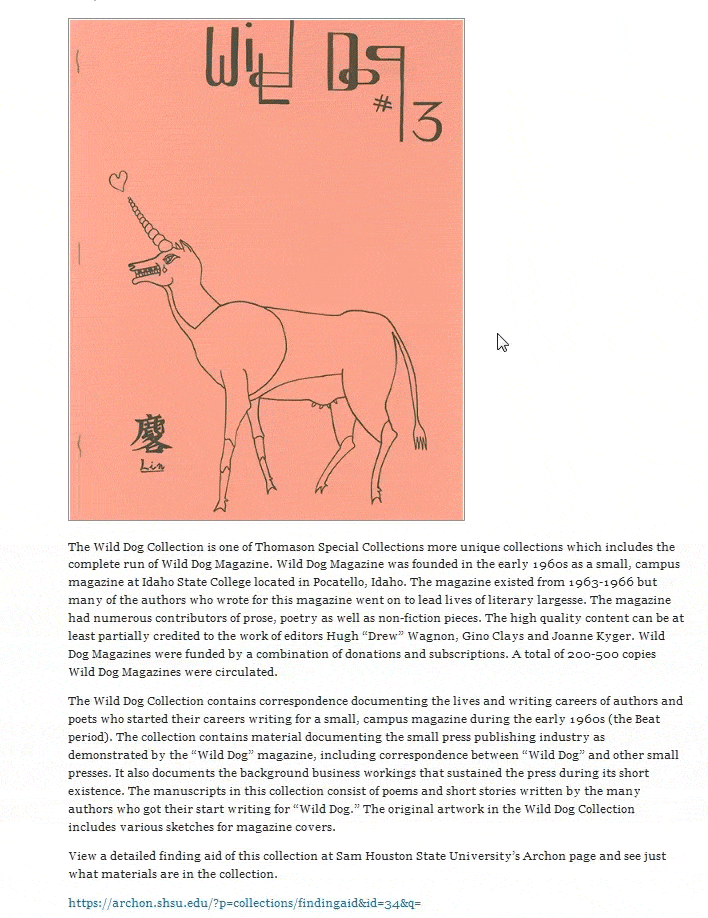 Wild Dog
# 3
慶
Lin
The Wild Dog Collection is one of Thomason Special Collections more unique collections which includes the
complete run of Wild Dog Magazine. Wild Dog Magazine was founded in the early 1960s as a small, campus
magazine at Idaho State College located in Pocatello, Idaho. The magazine existed from 1963-1966 but
many of the authors who wrote for this magazine went on to lead lives of literary largesse. The magazine
had numerous contributors of prose, poetry as well as non-fiction pieces. The high quality content can be at
least partially credited to the work of editors Hugh “Drew” Wagnon, Gino Clays and Joanne Kyger. Wild
Dog Magazines were funded by a combination of donations and subscriptions. A total of 200-500 copies
Wild Dog Magazines were circulated.
The Wild Dog Collection contains correspondence documenting the lives and writing careers of authors and
poets who started their careers writing for a small, campus magazine during the early 1960s (the Beat
period). The collection contains material documenting the small press publishing industry as
demonstrated by the “Wild Dog” magazine, including correspondence between “Wild Dog” and other small
presses. It also documents the background business workings that sustained the press during its short
existence. The manuscripts in this collection consist of poems and short stories written by the many
authors who got their start writing for “Wild Dog.” The original artwork in the Wild Dog Collection
includes various sketches for magazine covers.
View a detailed finding aid of this collection at Sam Houston State University’s Archon page and see just
what materials are in the collection.
https://archon.shsu.edu/?p=collections/findingaid&id=34&q=